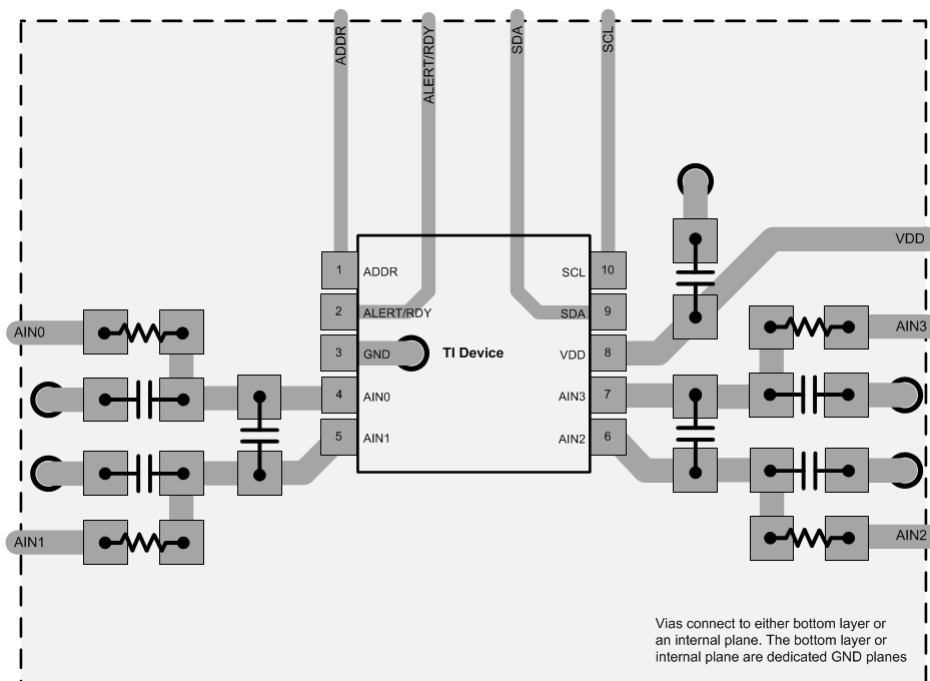 ADDR
ALERT/RDY
SDA
SCL
VDD
1
ADDR
SCL
10
2
ALERT/RDY
SDA
9
AIN0
AIN3
3
GND
TI Device
VDD
8
4
AIN0
AIN3
7
5
AIN1
AIN2
6
AIN1
AIN2
Vias connect to either bottom layer or
an internal plane. The bottom layer or
internal plane are dedicated GND planes